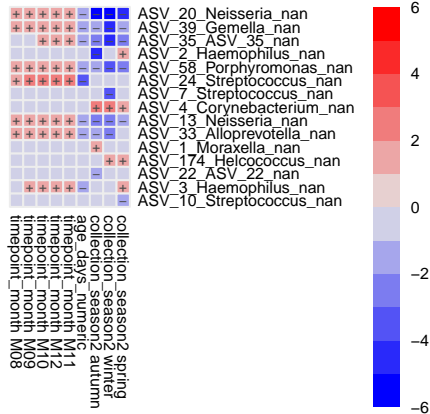 ASV_20_Neisseria_nan
ASV_39_Gemella_nan
ASV_35_ASV_35_nan
ASV_2_Haemophilus_nan
ASV_58_Porphyromonas_nan
ASV_24_Streptococcus_nan
ASV_7_Streptococcus_nan
ASV_4_Corynebacterium_nan
ASV_13_Neisseria_nan
ASV_33_Alloprevotella_nan
ASV_1_Moraxella_nan
ASV_174_Helcococcus_nan
ASV_22_ASV_22_nan
ASV_3_Haemophilus_nan
ASV_10_Streptococcus_nan
timepoint_month M08
timepoint_month M09
timepoint_month M10
timepoint_month M12
timepoint_month M11
age_days_numeric
collection_season2 autumn
collection_season2 winter
collection_season2 spring
6
4
2
0
−2
−4
−6